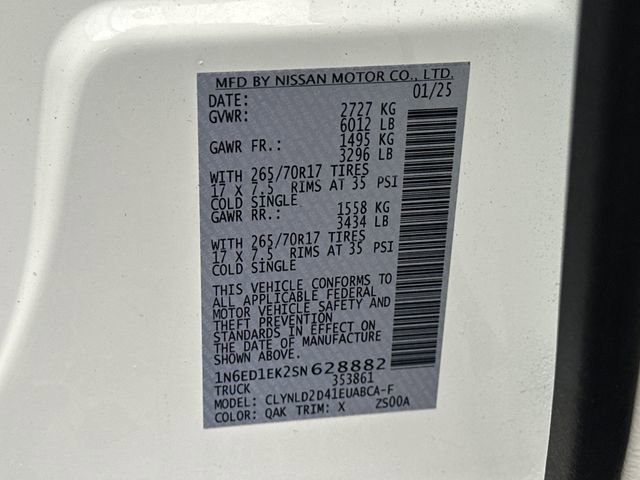 MFD BY NISSAN MOTOR CO., LTD.
DATE: 01/25
GVWR: 2727 KG
6012 LB
GAWR FR.: 1495 KG
3296 LB
WITH 265/70R17 TIRES
17 X 7.5 RIMS AT 35 PSI
COLD SINGLE
GAWR RR.: 1558 KG
3434 LB
WITH 265/70R17 TIRES
17 X 7.5 RIMS AT 35 PSI
COLD SINGLE
THIS VEHICLE CONFORMS TO
ALL APPLICABLE FEDERAL
MOTOR VEHICLE SAFETY AND
THEFT PREVENTION
STANDARDS IN EFFECT ON
THE DATE OF MANUFACTURE
SHOWN ABOVE.
1N6ED1EK2SN628882
TRUCK 353861
MODEL: CLYNLD2D41EUABCA-F
COLOR: QAK TRIM: X ZS00A